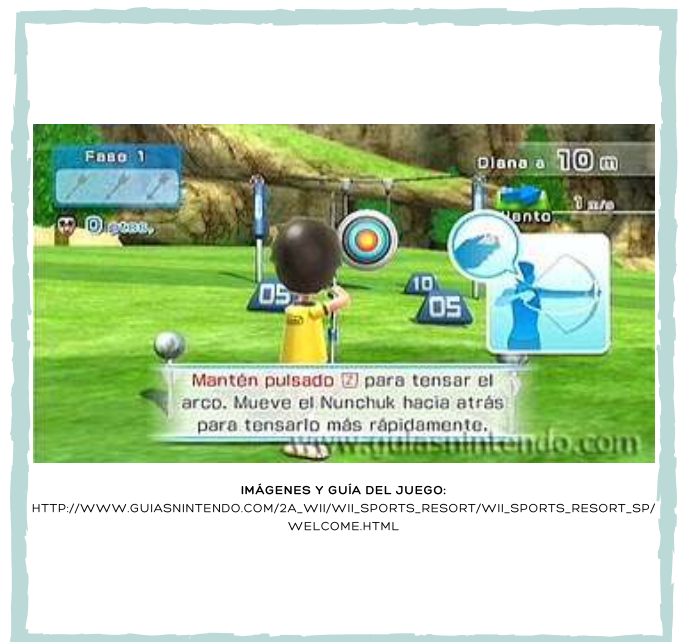 Fase 1
Diana a 10 m
1 m/s
Viento
0 ptos.
05
10
05
Mantén pulsado Z para tensar el
arco. Mueve el Nunchuk hacia atrás
para tensarlo más rápidamente.
www.guiasnintendo.com
IMÁGENES Y GUÍA DEL JUEGO:
HTTP://WWW.GUIASNINTENDO.COM/2A_WII/WII_SPORTS_RESORT/WII_SPORTS_RESORT_SP/
WELCOME.HTML